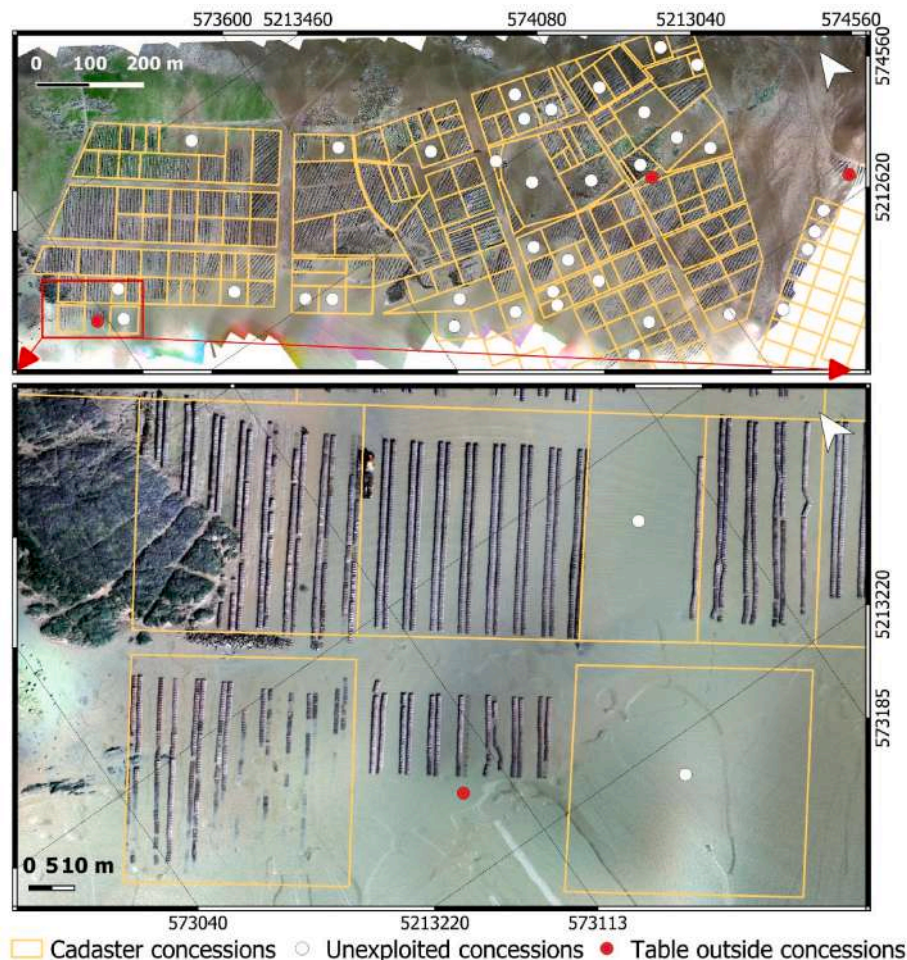 573600 5213460 574080 5213040 574560
0 100 200 m
574560
5212620
5213220
573185
0 510 m
573040 5213220 573113
Cadaster concessions Unexploited concessions Table outside concessions